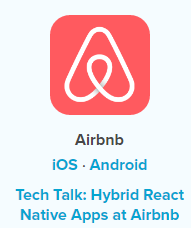 Airbnb
iOS · Android
Tech Talk: Hybrid React
Native Apps at Airbnb